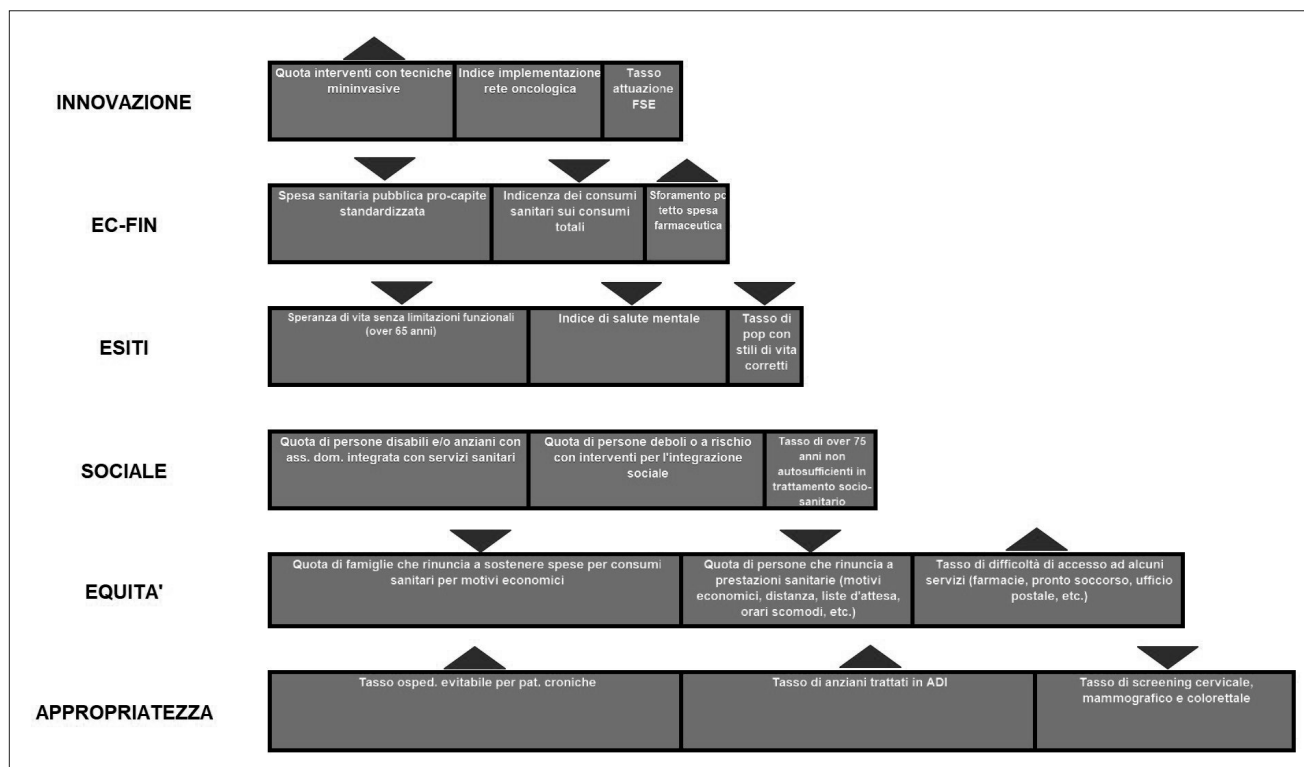 INNOVAZIONE
Quota interventi con tecniche
mininvasive
Indice implementazione
rete oncologica
Tasso
attuazione
FSE
EC-FIN
Spesa sanitaria pubblica pro-capite
standardizzata
Indicenza dei consumi
sanitari sui consumi
totali
Sforamento pc
tetto spesa
farmaceutica
ESITI
Speranza di vita senza limitazioni funzionali
(over 65 anni)
Indice di salute mentale
Tasso di
pop con
stili di vita
corretti
SOCIALE
Quota di persone disabili e/o anziani con
ass. dom. integrata con servizi sanitari
Quota di persone deboli o a rischio
con interventi per l'integrazione
sociale
Tasso di over 75
anni non
autosufficienti in
trattamento socio-
sanitario
EQUITA'
Quota di famiglie che rinuncia a sostenere spese per consumi
sanitari per motivi economici
Quota di persone che rinuncia a
prestazioni sanitarie (motivi
economici, distanza, liste d'attesa,
orari scomodi, etc.)
Tasso di difficoltà di accesso ad alcuni
servizi (farmacie, pronto soccorso, ufficio
postale, etc.)
APPROPRIATEZZA
Tasso osped. evitabile per pat. croniche
Tasso di anziani trattati in ADI
Tasso di screening cervicale,
mammografico e colorettale